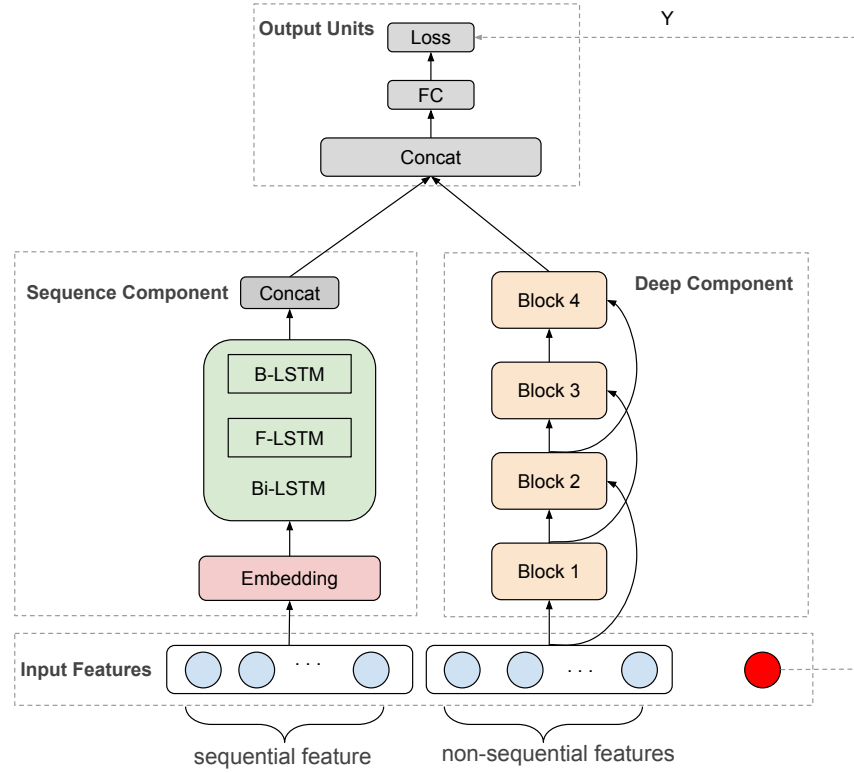 Output Units
Loss
Y
FC
Concat
Sequence Component
Concat
B-LSTM
F-LSTM
Bi-LSTM
Embedding
Deep Component
Block 4
Block 3
Block 2
Block 1
Input Features
. . .
. . .
sequential feature
non-sequential features